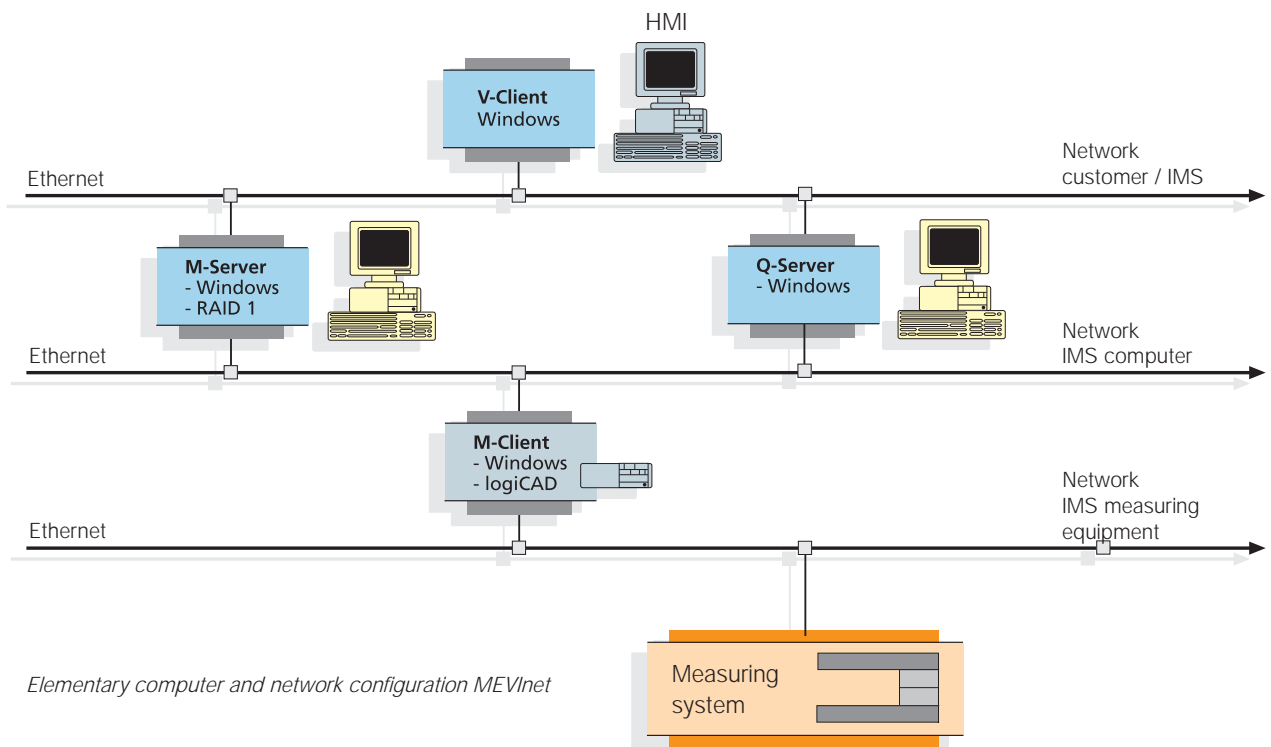 HMI
V-Client
Windows
Ethernet
Network
customer / IMS
M-Server
- Windows
- RAID 1
Q-Server
- Windows
Ethernet
Network
IMS computer
M-Client
- Windows
- logiCAD
Ethernet
Network
IMS measuring
equipment
Measuring
system
Elementary computer and network configuration MEVInet